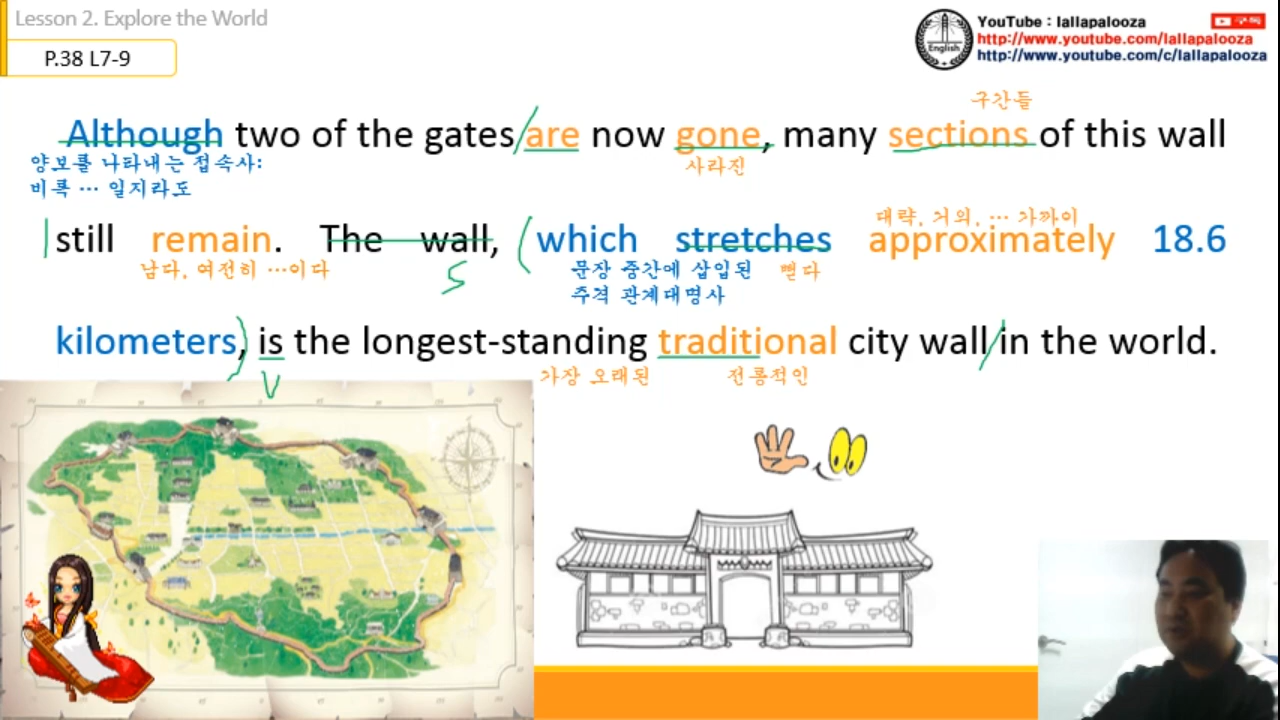 Lesson 2. Explore the World
P.38 L7-9
English
YouTube : lallapalooza
구독
http://www.youtube.com/lallapalooza
http://www.youtube.com/c/lallapalooza
구간들
Although two of the gates are now gone, many sections of this wall
양보를 나타내는 접속사:
사라진
비록 … 일지라도
대략, 거의, … 가까이
still remain. The wall, which stretches approximately 18.6
남다, 여전히 …이다
문장 중간에 삽입된
뻗다
S
주격 관계대명사
kilometers, is the longest-standing traditional city wall in the world.
V
가장 오래된
전통적인